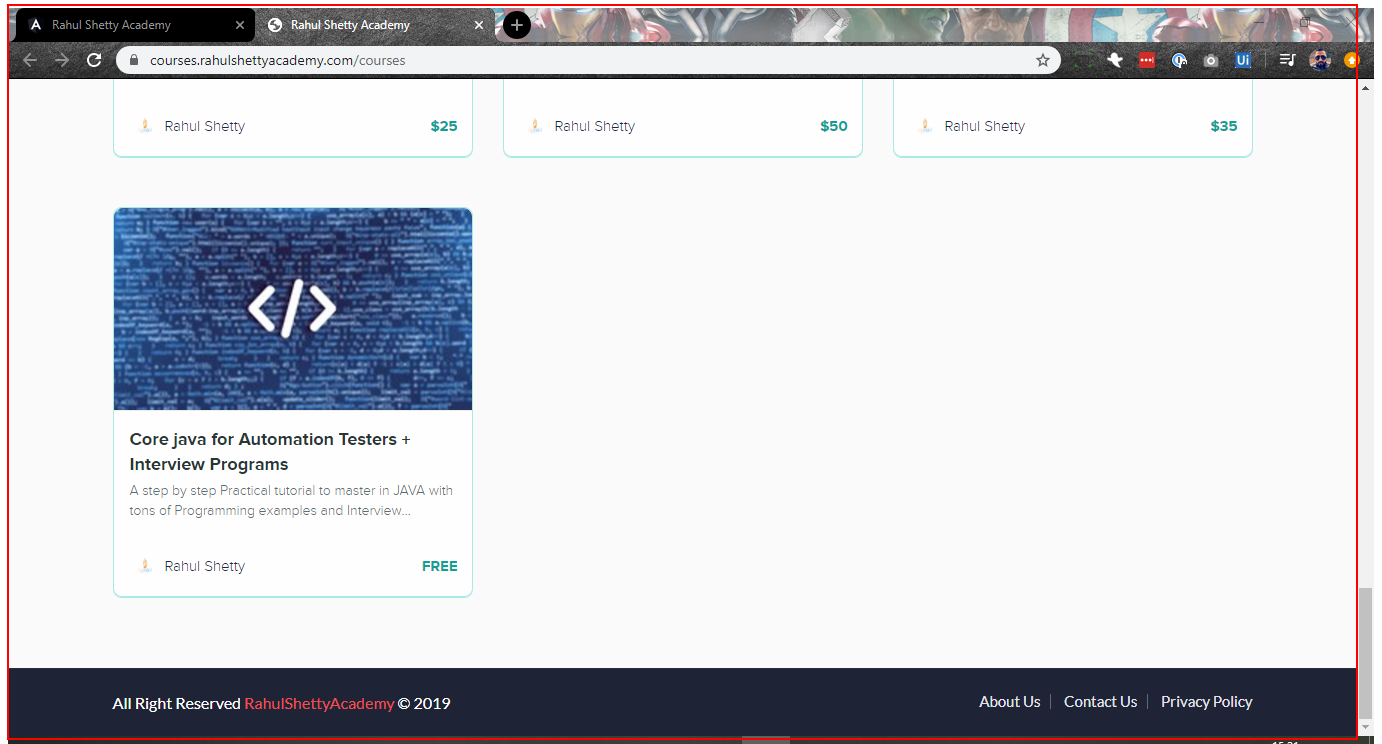 Rahul Shetty Academy
Rahul Shetty Academy
courses.rahulshettyacademy.com/courses
Ui
Rahul Shetty $25
Rahul Shetty $50
Rahul Shetty $35
</>
Core java for Automation Testers +
Interview Programs
A step by step Practical tutorial to master in JAVA with
tons of Programming examples and Interview...
Rahul Shetty FREE
All Right Reserved RahulShettyAcademy © 2019
About Us Contact Us Privacy Policy